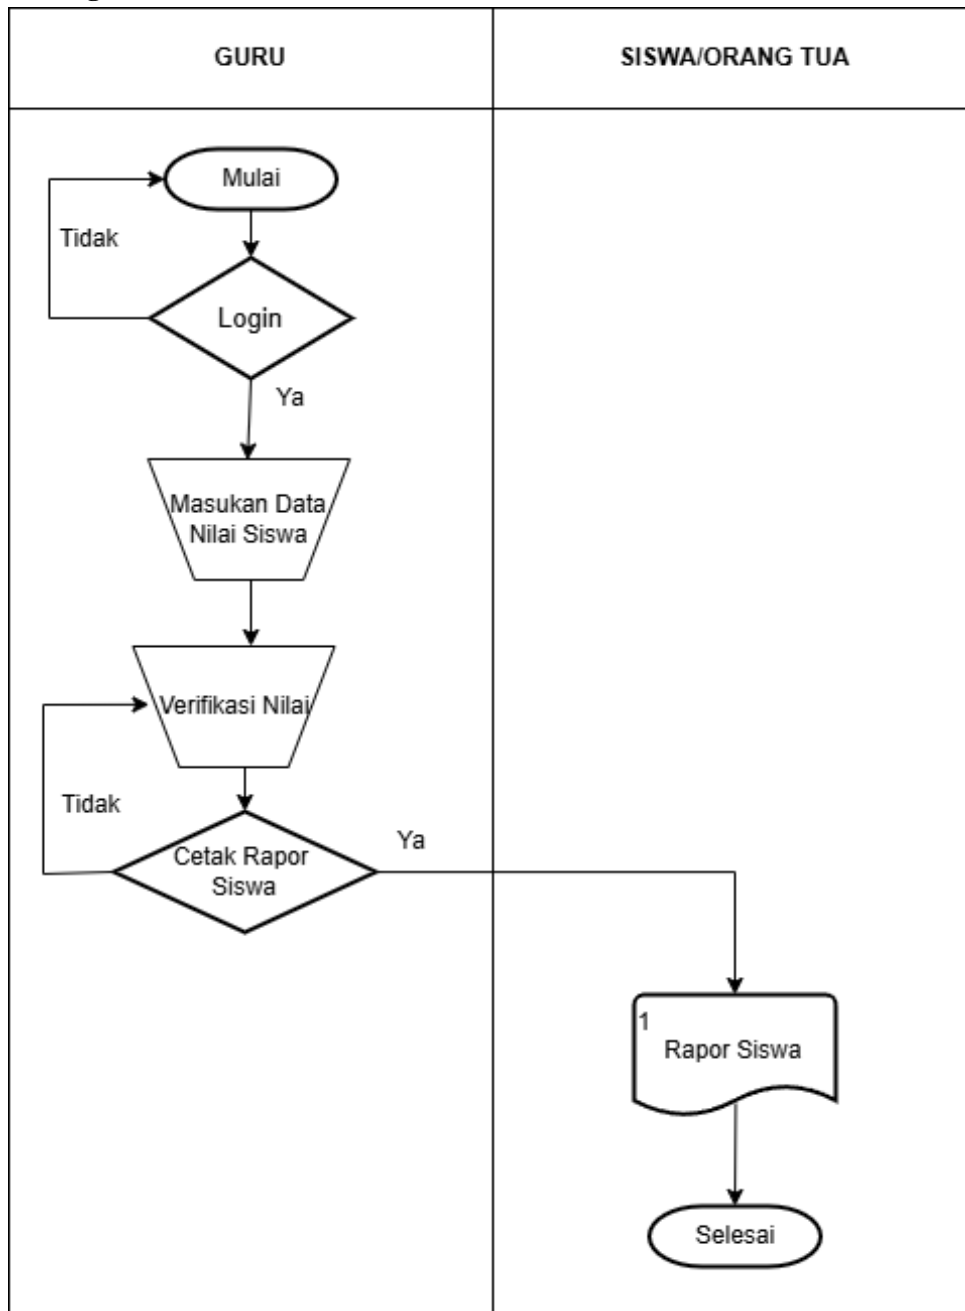 GURU
SISWA/ORANG TUA
Mulai
Tidak
Login
Ya
Masukan Data
Nilai Siswa
Verifikasi Nilai
Tidak
Cetak Rapor
Siswa
Ya
1
Rapor Siswa
Selesai